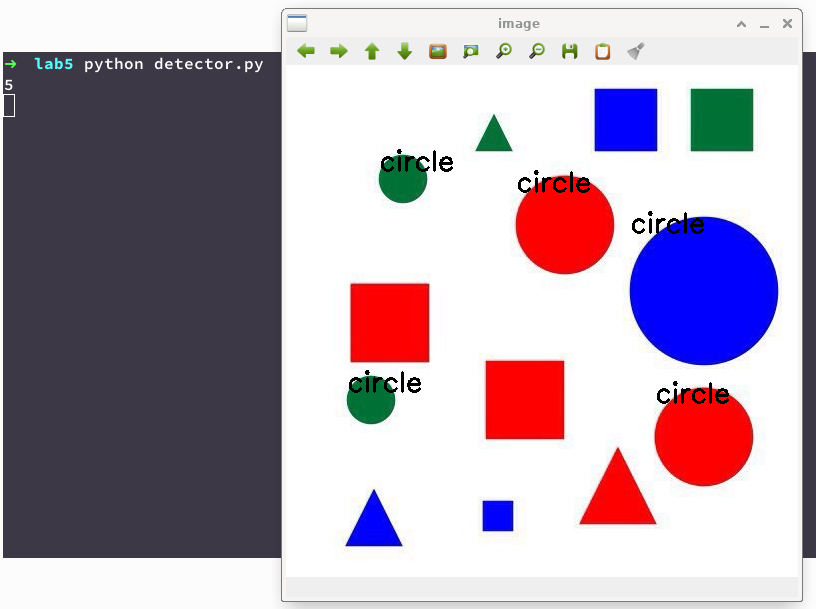 image
➜ lab5 python detector.py
5
circle
circle
circle
circle
circle